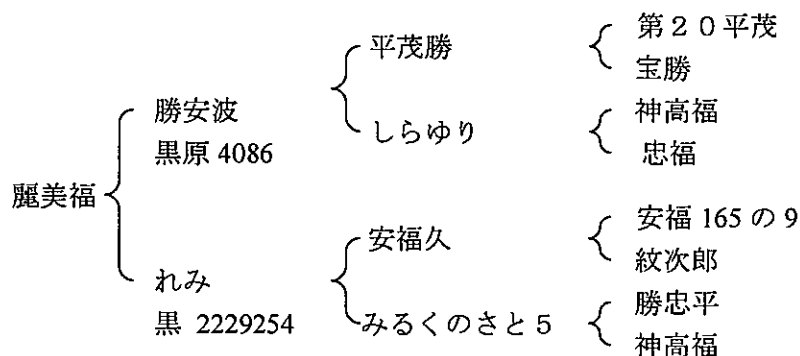 第２０平茂
平茂勝
宝勝
勝安波
黒原 4086
神高福
しらゆり
忠福
麗美福
安福 165 の 9
安福久
紋次郎
れみ
黒 2229254
勝忠平
みるくのさと５
神高福